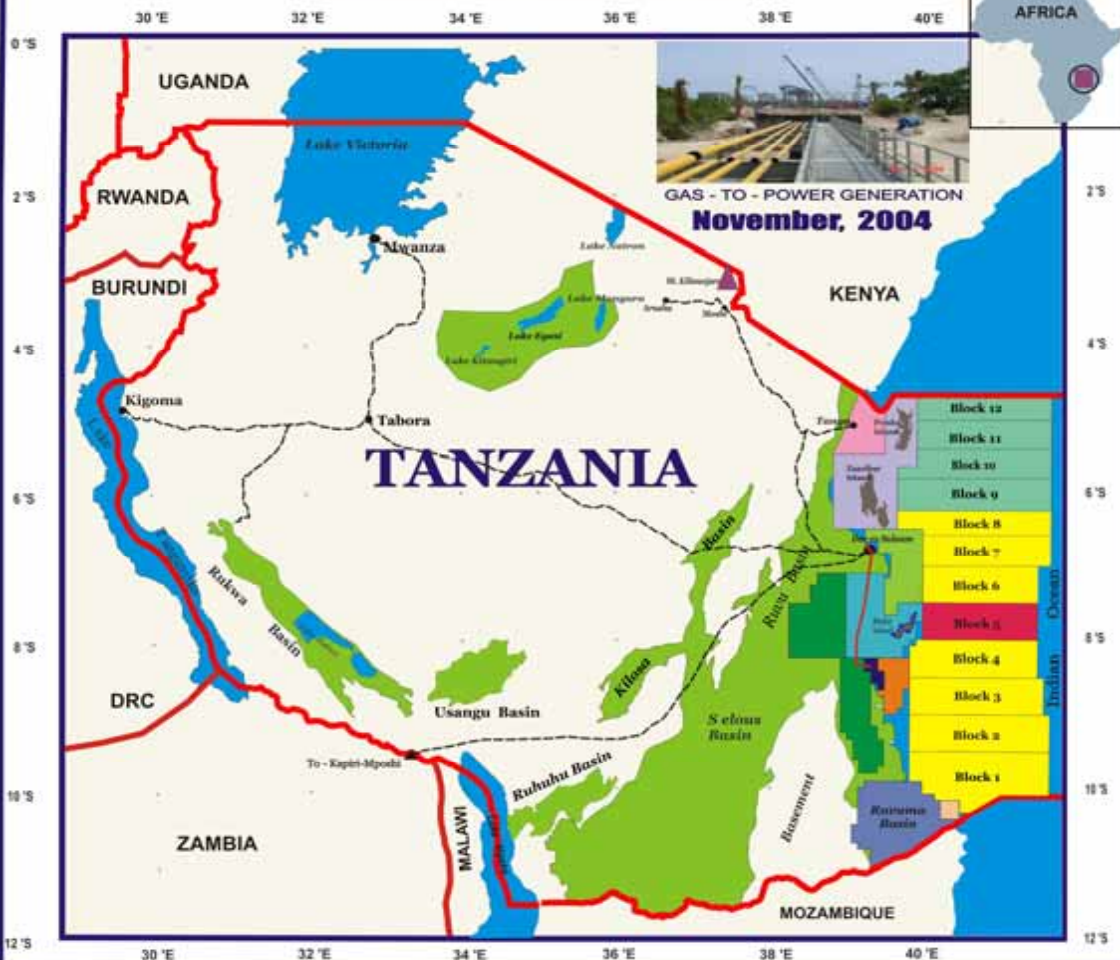 30 °E 32 °E 34 °E 36 °E 38 °E 40°E
AFRICA
0 °S
UGANDA
Lake Victoria
GAS - TO - POWER GENERATION
November, 2004
2 °S
2 °S
RWANDA
Mwanza
Lake Natron
BURUNDI
KENYA
Lake Eyasi
4 °S
4 °S
Kigoma
Tabora
Lake
TANZANIA
Block 12
Block 11
Block 10
Block 9
6 °S
6 °S
Block 8
Block 7
Block 6
Block 5
Block 4
Block 3
Block 2
Block 1
Indian Ocean
Basin
Ruvu Basin
Rukwa
Basin
8 °S
8 °S
Kilosa
DRC
Usangu Basin
S elous
Basin
To - Kapiri-Mposhi
Ruhuhu Basin
10 °S
10 °S
Basement
Ruvuma
Basin
ZAMBIA
MALAWI
MOZAMBIQUE
12 °S
12 °S
30 °E 32 °E 34 °E 36 °E 38 °E 40 °E